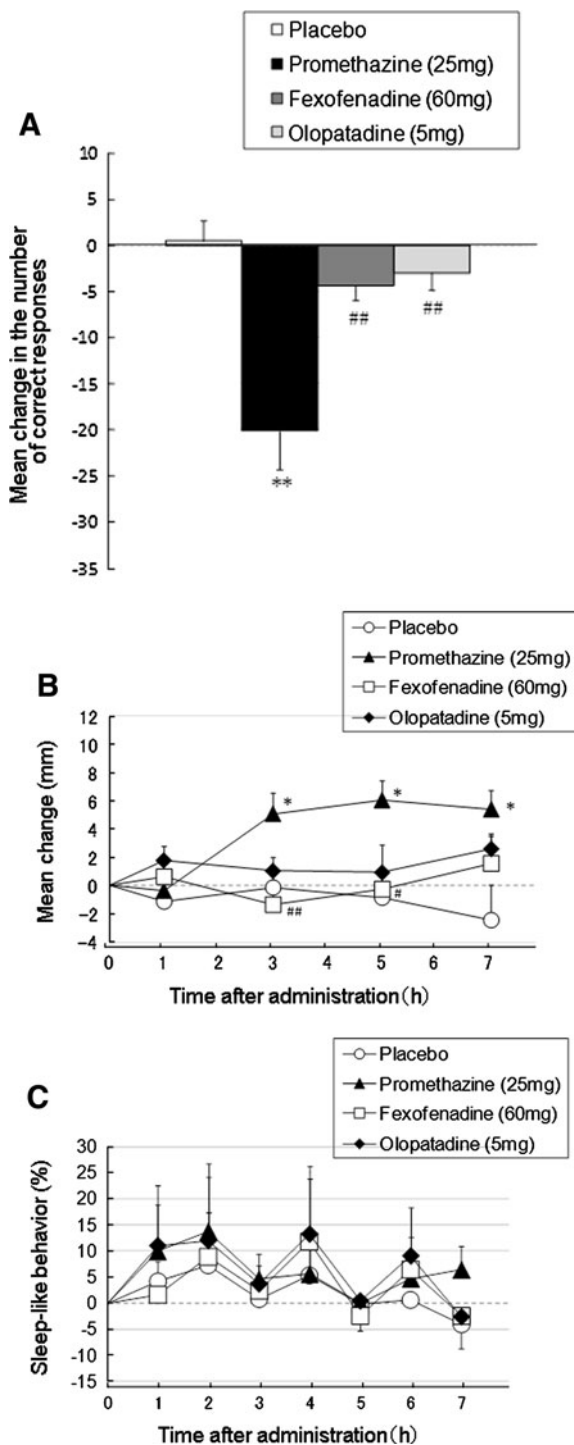 Placebo
Promethazine (25mg)
Fexofenadine (60mg)
Olopatadine (5mg)
A
Mean change in the number
of correct responses
10
5
0
-5
-10
-15
-20
-25
-30
-35
**
##
##
B
Placebo
Promethazine (25mg)
Fexofenadine (60mg)
Olopatadine (5mg)
Mean change (mm)
12
10
8
6
4
2
0
−2
−4
*
*
*
##
#
0 1 2 3 4 5 6 7
Time after administration (h)
C
Placebo
Promethazine (25mg)
Fexofenadine (60mg)
Olopatadine (5mg)
Sleep-like behavior (%)
30
25
20
15
10
5
0
-5
-10
-15
0 1 2 3 4 5 6 7
Time after administration (h)